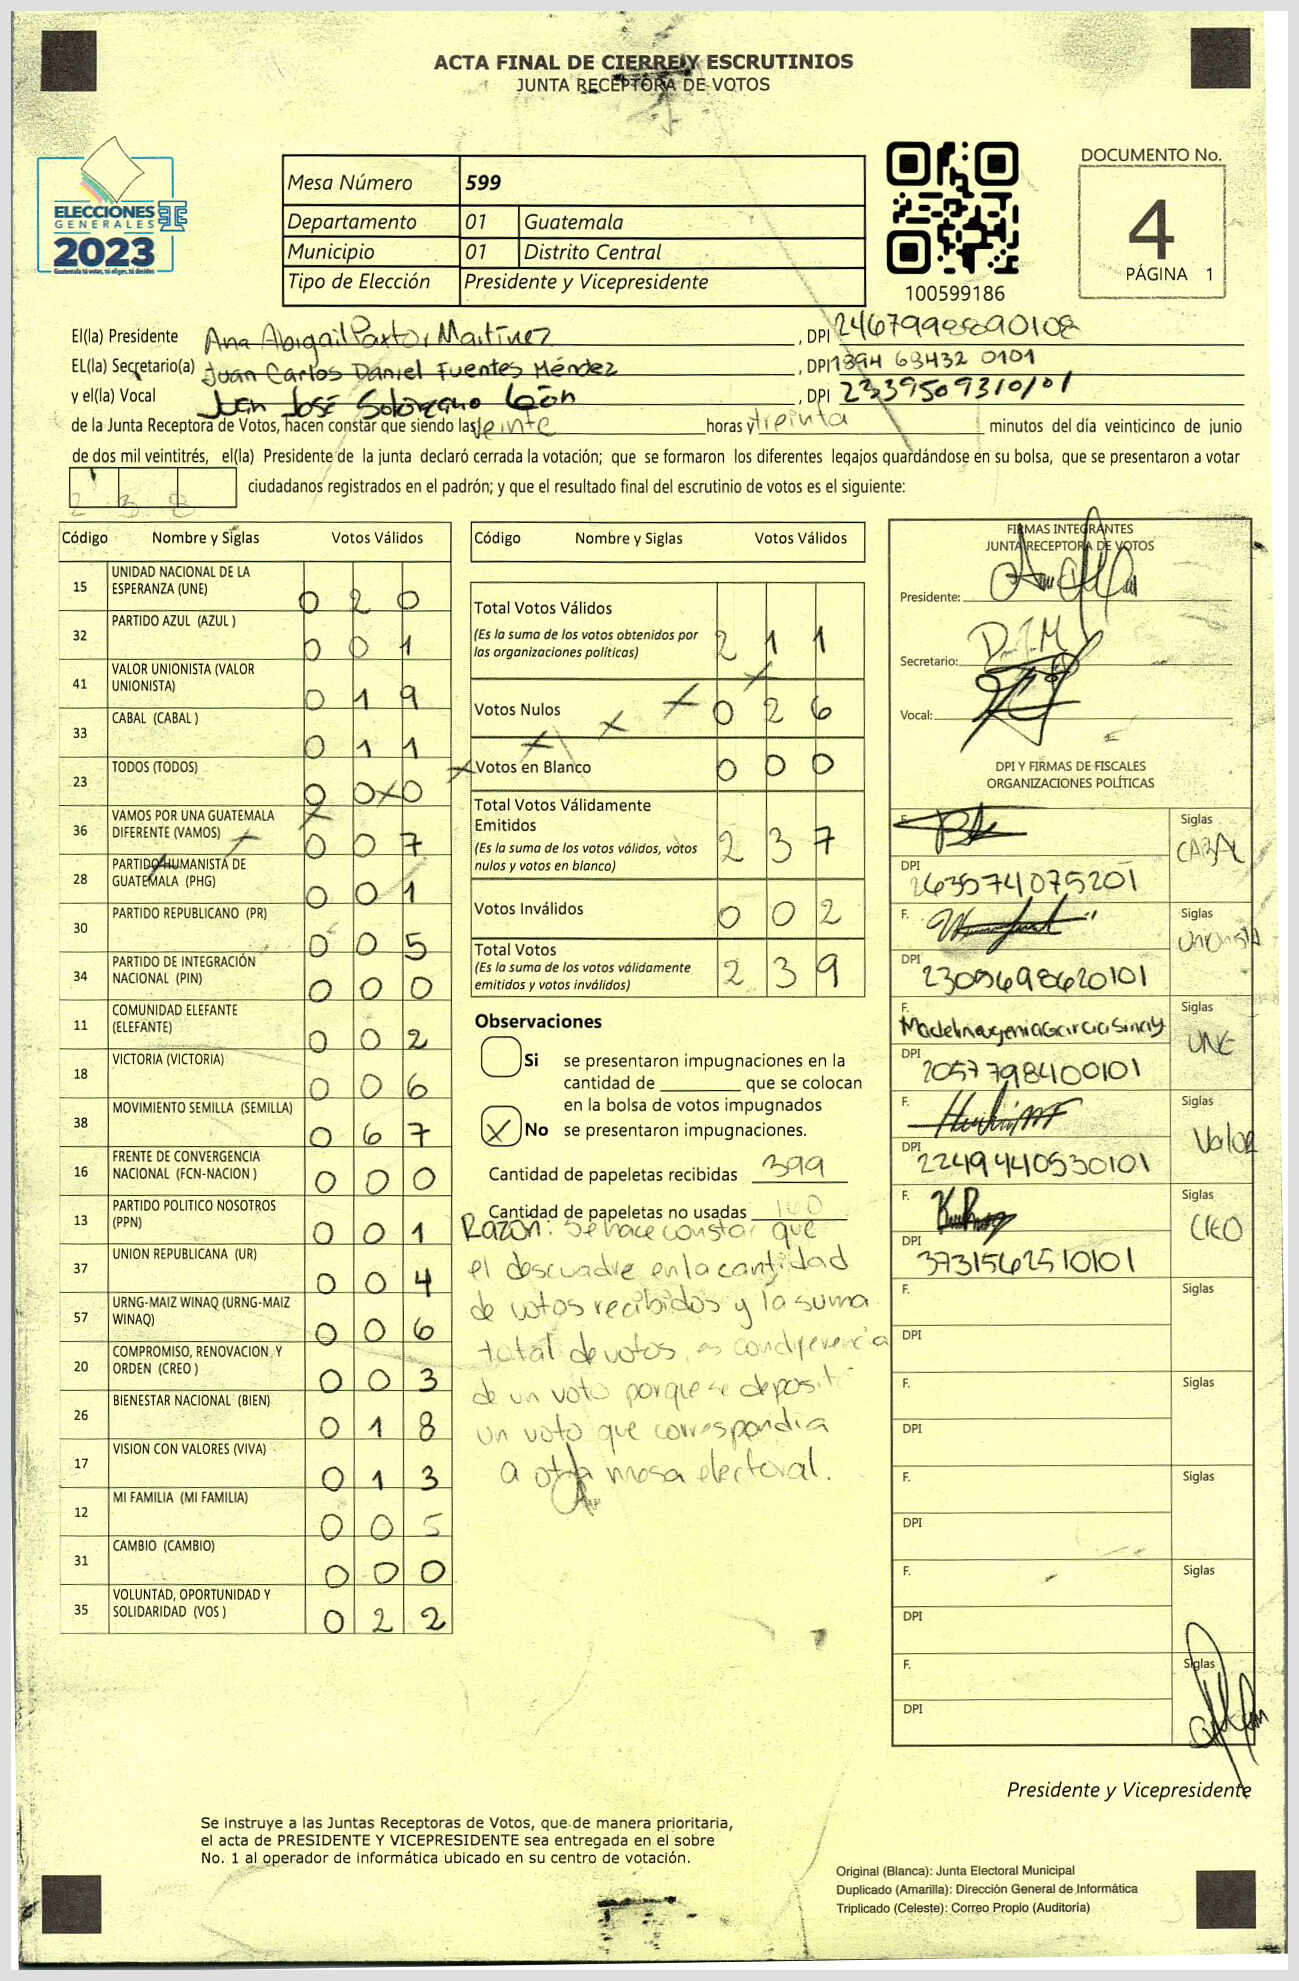 ACTA FINAL DE CIERRE Y ESCRUTINIOS
JUNTA RECEPTORA DE VOTOS
ELECCIONES
GENERALES
2023
Guatemala tú votas, tú eliges, tú decides
Mesa Número 599
Departamento 01 Guatemala
Municipio 01 Distrito Central
Tipo de Elección Presidente y Vicepresidente
100599186
DOCUMENTO No.
4
PÁGINA 1
El(la) Presidente Ana Abigail Pastor Martínez, DPI
EL(la) Secretario(a) Juan Carlos Daniel Fuentes Méndez, DPI 1894 63432 0101
y el(la) Vocal Juan José Solorzano León, DPI 2339509310101
de la Junta Receptora de Votos, hacen constar que siendo las veinte horas y treinta minutos del día veinticinco de junio
de dos mil veintitrés, el(la) Presidente de la junta declaró cerrada la votación; que se formaron los diferentes legajos guardándose en su bolsa, que se presentaron a votar
238 ciudadanos registrados en el padrón; y que el resultado final del escrutinio de votos es el siguiente:
Código Nombre y Siglas Votos Válidos
15 UNIDAD NACIONAL DE LA ESPERANZA (UNE) 0 2 0
32 PARTIDO AZUL (AZUL ) 0 0 1
41 VALOR UNIONISTA (VALOR UNIONISTA) 0 1 9
33 CABAL (CABAL ) 0 1 1
23 TODOS (TODOS) 0 0 0
36 VAMOS POR UNA GUATEMALA DIFERENTE (VAMOS) 0 0 7
28 PARTIDO HUMANISTA DE GUATEMALA (PHG) 0 0 1
30 PARTIDO REPUBLICANO (PR) 0 0 5
34 PARTIDO DE INTEGRACIÓN NACIONAL (PIN) 0 0 0
11 COMUNIDAD ELEFANTE (ELEFANTE) 0 0 2
18 VICTORIA (VICTORIA) 0 0 6
38 MOVIMIENTO SEMILLA (SEMILLA) 0 6 7
16 FRENTE DE CONVERGENCIA NACIONAL (FCN-NACION ) 0 0 0
13 PARTIDO POLITICO NOSOTROS (PPN) 0 0 1
37 UNION REPUBLICANA (UR) 0 0 4
57 URNG-MAIZ WINAQ (URNG-MAIZ WINAQ) 0 0 6
20 COMPROMISO, RENOVACION Y ORDEN (CREO ) 0 0 3
26 BIENESTAR NACIONAL (BIEN) 0 1 8
17 VISION CON VALORES (VIVA) 0 1 3
12 MI FAMILIA (MI FAMILIA) 0 0 5
31 CAMBIO (CAMBIO) 0 0 0
35 VOLUNTAD, OPORTUNIDAD Y SOLIDARIDAD (VOS ) 0 2 2
Código Nombre y Siglas Votos Válidos
Total Votos Válidos 2 1 1
(Es la suma de los votos obtenidos por
las organizaciones políticas)
Votos Nulos 0 2 6
Votos en Blanco 0 0 0
Total Votos Válidamente
Emitidos 2 3 7
(Es la suma de los votos válidos, votos
nulos y votos en blanco)
Votos Inválidos 0 0 2
Total Votos 2 3 9
(Es la suma de los votos válidamente
emitidos y votos inválidos)
Observaciones
Si se presentaron impugnaciones en la
cantidad de ________ que se colocan
en la bolsa de votos impugnados
X No se presentaron impugnaciones.
Cantidad de papeletas recibidas 399
Cantidad de papeletas no usadas 160
Razón: Se hace constar que
el descuadre en la cantidad
de votos recibidos y la suma
total de votos, es con diferencia
de un voto porque se deposit
un voto que correspondia
a otra mesa electoral.
FIRMAS INTEGRANTES
JUNTA RECEPTORA DE VOTOS
Presidente:
Secretario:
Vocal:
DPI Y FIRMAS DE FISCALES
ORGANIZACIONES POLÍTICAS
F. Siglas CABAL
DPI 2635741075201
F. Siglas Unionista
DPI 2305698620101
F. Siglas UNE
DPI 2057798400101
F. Siglas Valor
DPI 2249440530101
F. Siglas CREO
DPI 3731562510101
F. Siglas
DPI
F. Siglas
DPI
F. Siglas
DPI
F. Siglas
DPI
F. Siglas
DPI
Presidente y Vicepresidente
Se instruye a las Juntas Receptoras de Votos, que de manera prioritaria,
el acta de PRESIDENTE Y VICEPRESIDENTE sea entregada en el sobre
No. 1 al operador de informática ubicado en su centro de votación.
Original (Blanca): Junta Electoral Municipal
Duplicado (Amarilla): Dirección General de Informática
Triplicado (Celeste): Correo Propio (Auditoría)